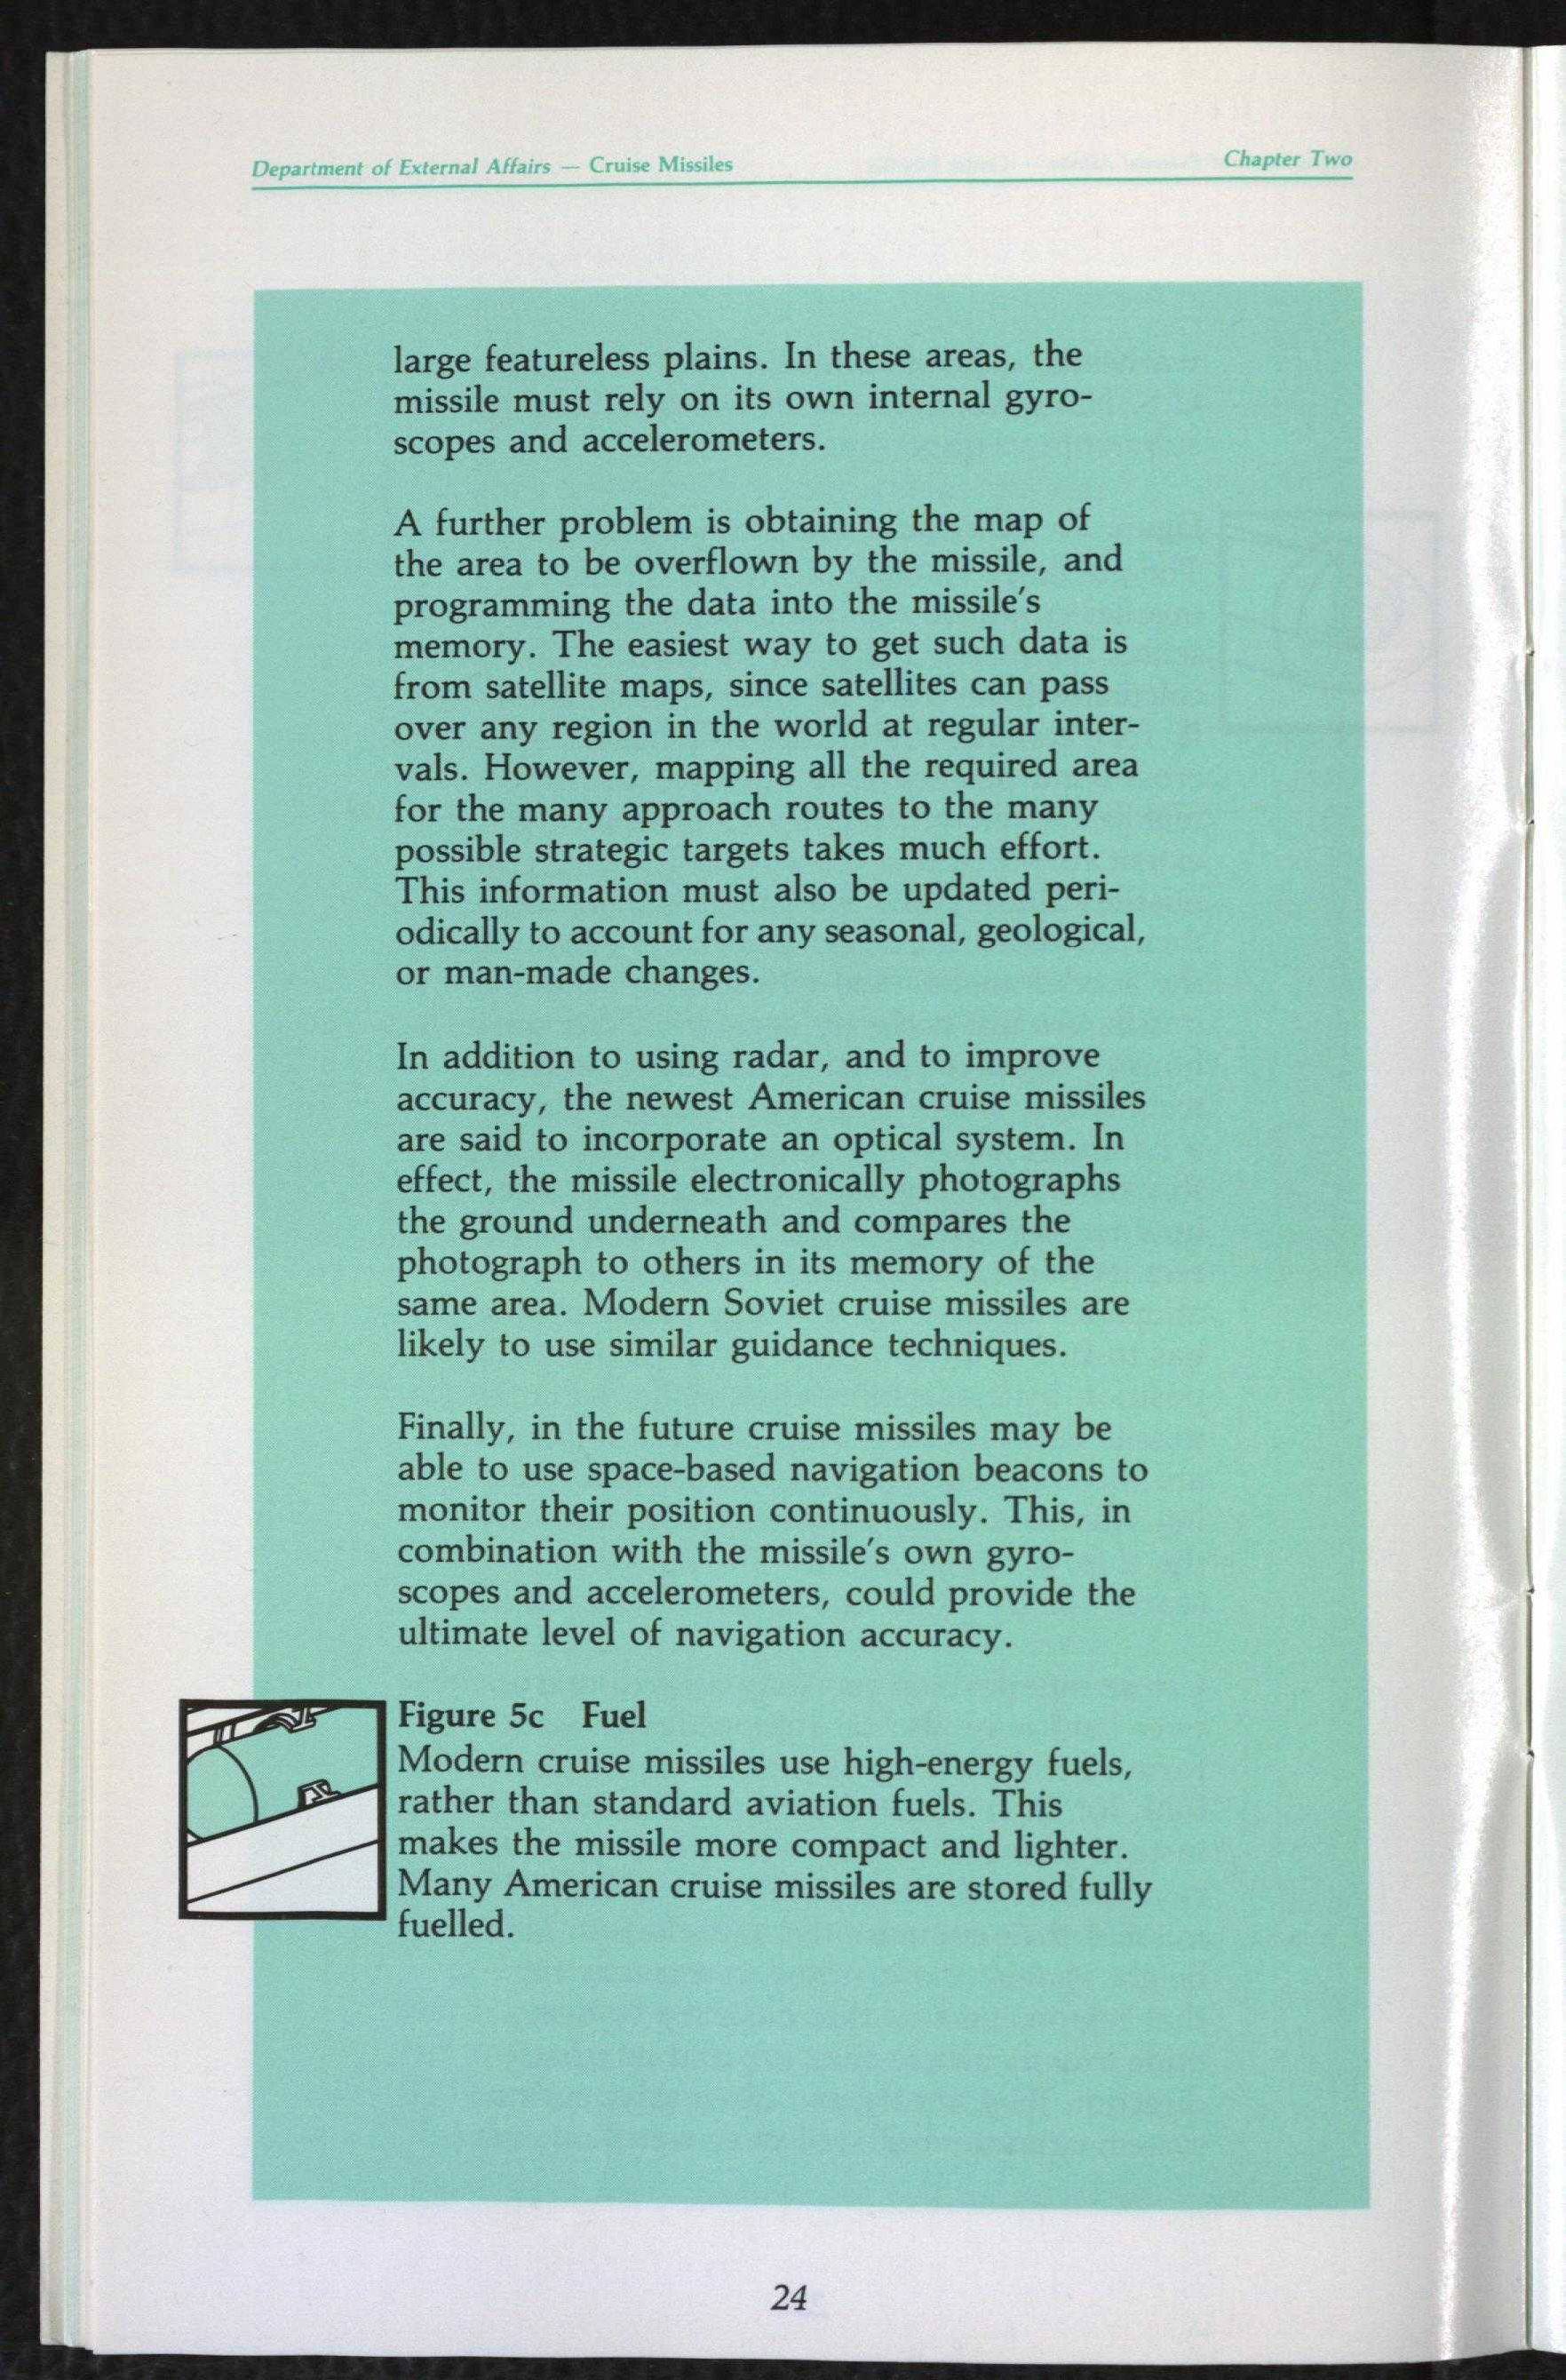 Department of External Affairs — Cruise Missiles
Chapter Two
large featureless plains. In these areas, the
missile must rely on its own internal gyro-
scopes and accelerometers.
A further problem is obtaining the map of
the area to be overflown by the missile, and
programming the data into the missile's
memory. The easiest way to get such data is
from satellite maps, since satellites can pass
over any region in the world at regular inter-
vals. However, mapping all the required area
for the many approach routes to the many
possible strategic targets takes much effort.
This information must also be updated peri-
odically to account for any seasonal, geological,
or man-made changes.
In addition to using radar, and to improve
accuracy, the newest American cruise missiles
are said to incorporate an optical system. In
effect, the missile electronically photographs
the ground underneath and compares the
photograph to others in its memory of the
same area. Modern Soviet cruise missiles are
likely to use similar guidance techniques.
Finally, in the future cruise missiles may be
able to use space-based navigation beacons to
monitor their position continuously. This, in
combination with the missile's own gyro-
scopes and accelerometers, could provide the
ultimate level of navigation accuracy.
Figure 5c Fuel
Modern cruise missiles use high-energy fuels,
rather than standard aviation fuels. This
makes the missile more compact and lighter.
Many American cruise missiles are stored fully
fuelled.
24